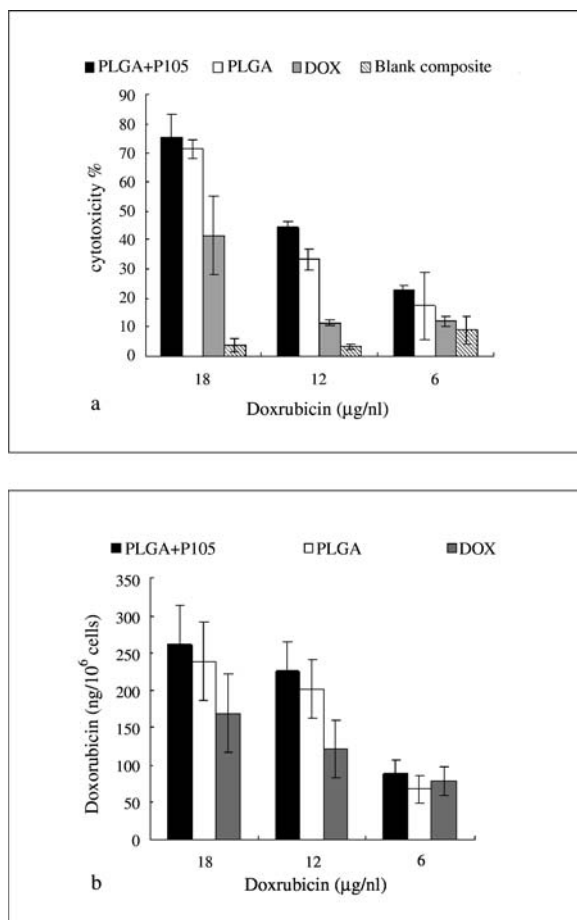 PLGA+P105 PLGA DOX Blank composite
cytotoxicity %
90
80
70
60
50
40
30
20
10
0
18 12 6
a
Doxrubicin (μg/nl)
PLGA+P105 PLGA DOX
Doxorubicin (ng/10⁶ cells)
350
300
250
200
150
100
50
0
18 12 6
b
Doxrubicin (μg/nl)